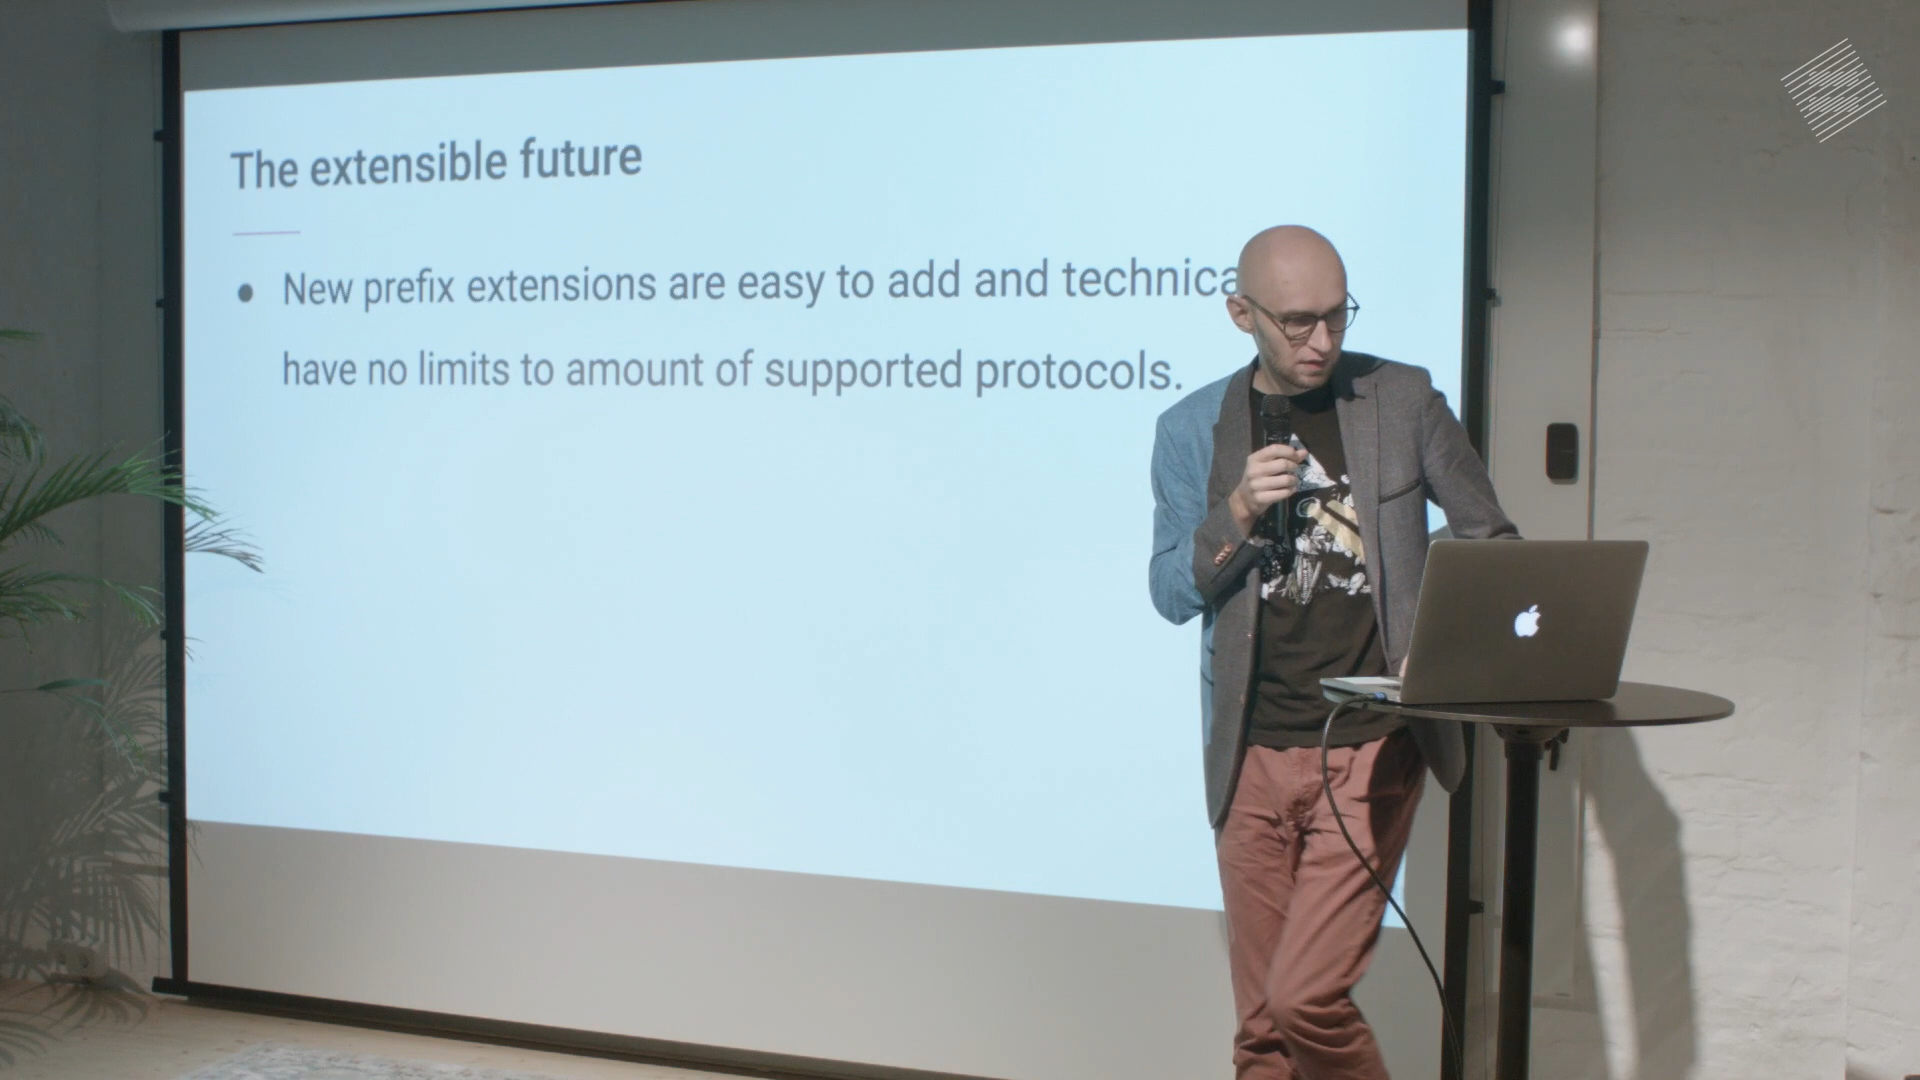 The extensible future
● New prefix extensions are easy to add and technica
have no limits to amount of supported protocols.